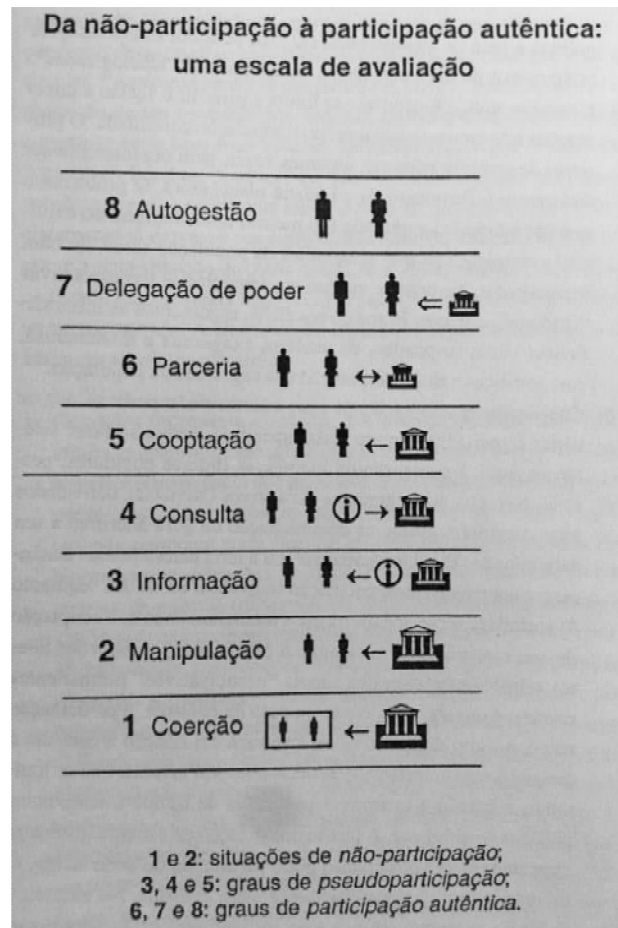 Da não-participação à participação autêntica:
uma escala de avaliação
8 Autogestão
7 Delegação de poder
6 Parceria
5 Cooptação
4 Consulta
3 Informação
2 Manipulação
1 Coerção
1 e 2: situações de não-participação;
3, 4 e 5: graus de pseudoparticipação;
6, 7 e 8: graus de participação autêntica.